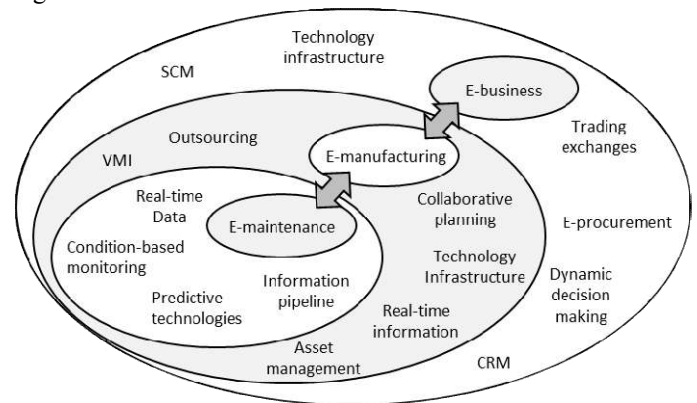 Technology
infrastructure
SCM
E-business
Outsourcing
Trading
exchanges
VMI
E-manufacturing
Real-time
Data
Collaborative
planning
E-maintenance
E-procurement
Condition-based
monitoring
Technology
Infrastructure
Information
pipeline
Dynamic
decision
making
Predictive
technologies
Real-time
information
Asset
management
CRM